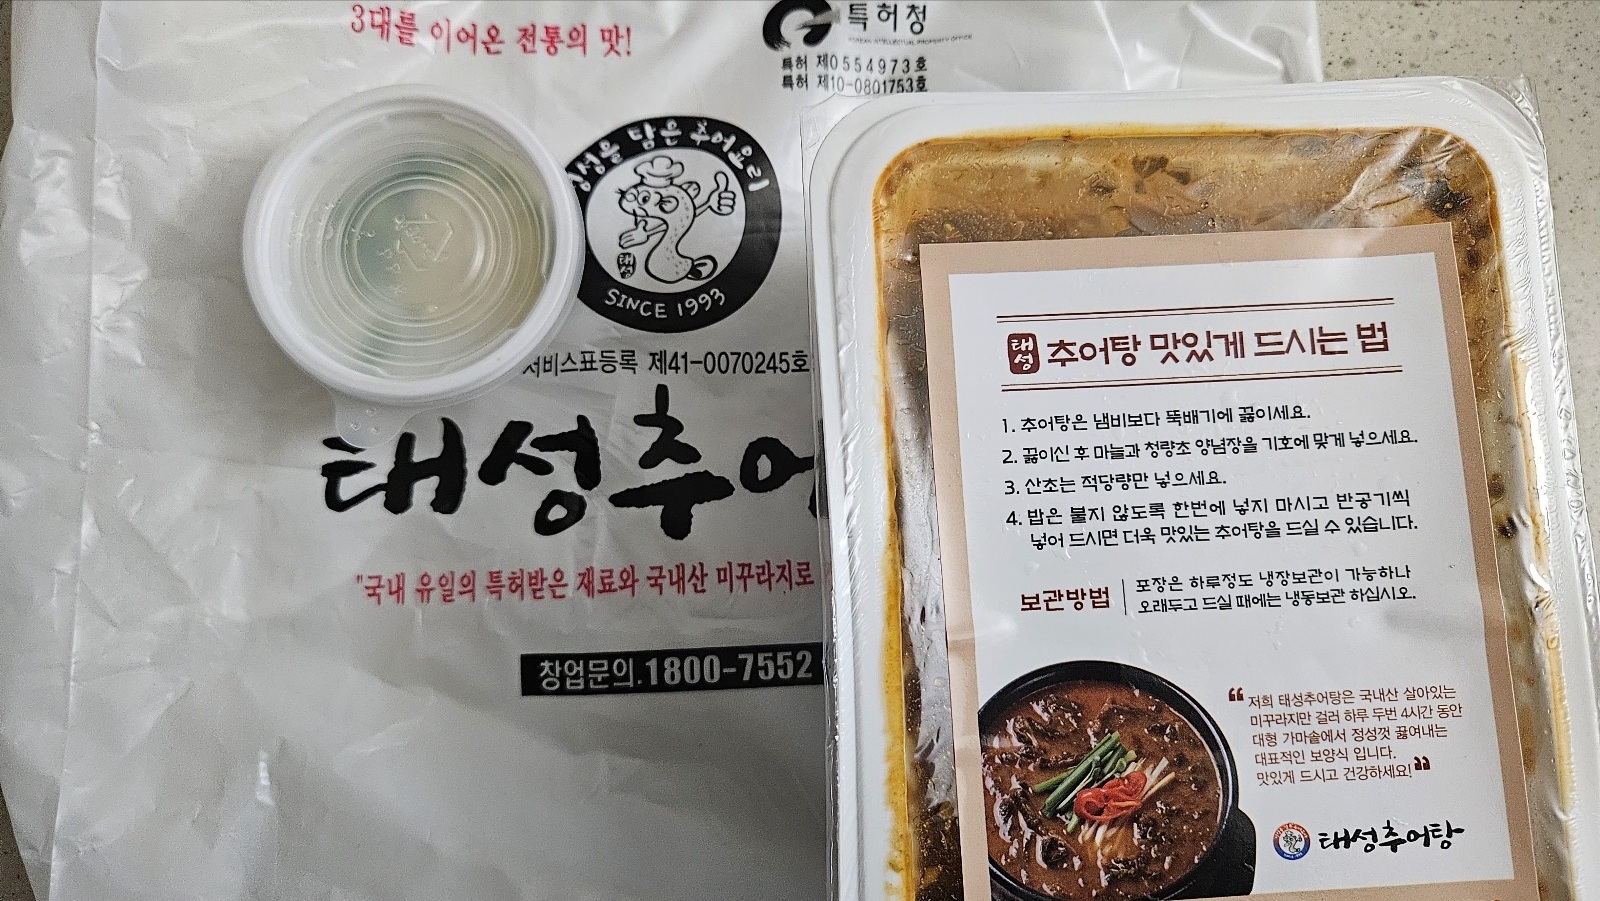 3대를 이어온 전통의 맛!
특허청
KOREAN INTELLECTUAL PROPERTY OFFICE
특허 제0554973호
특허 제10-0801753호
담은 추어요리
태성
SINCE 1993
서비스표등록 제41-0070245호
태성추어
"국내 유일의 특허받은 재료와 국내산 미꾸라지로
창업문의.1800-7552
태성 추어탕 맛있게 드시는 법
1. 추어탕은 냄비보다 뚝배기에 끓이세요.
2. 끓이신 후 마늘과 청량초 양념장을 기호에 맞게 넣으세요.
3. 산초는 적당량만 넣으세요.
4. 밥은 불지 않도록 한번에 넣지 마시고 반공기씩
넣어 드시면 더욱 맛있는 추어탕을 드실 수 있습니다.
보관방법
포장은 하루정도 냉장보관이 가능하나
오래두고 드실 때에는 냉동보관 하십시오.
“ 저희 태성추어탕은 국내산 살아있는
미꾸라지만 걸러 하루 두번 4시간 동안
대형 가마솥에서 정성껏 끓여내는
대표적인 보양식 입니다.
맛있게 드시고 건강하세요! ”
태성추어탕